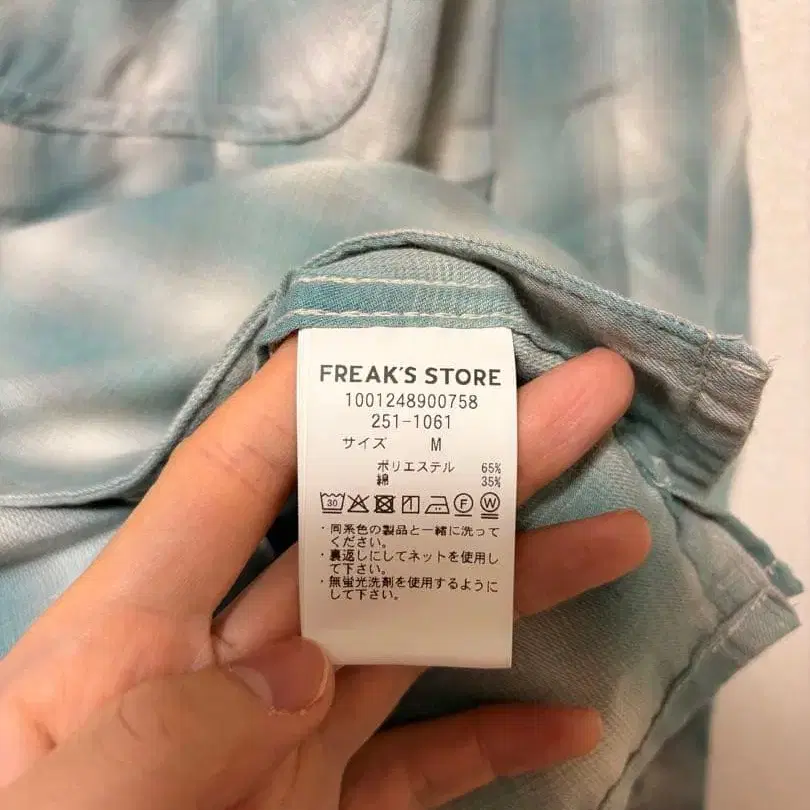 FREAK'S STORE
1001248900758
251-1061
サイズ M
ポリエステル 65%
綿 35%
30 F W
・同系色の製品と一緒に洗って
ください。
・裏返しにしてネットを使用し
て下さい。
・無蛍光洗剤を使用するように
して下さい。